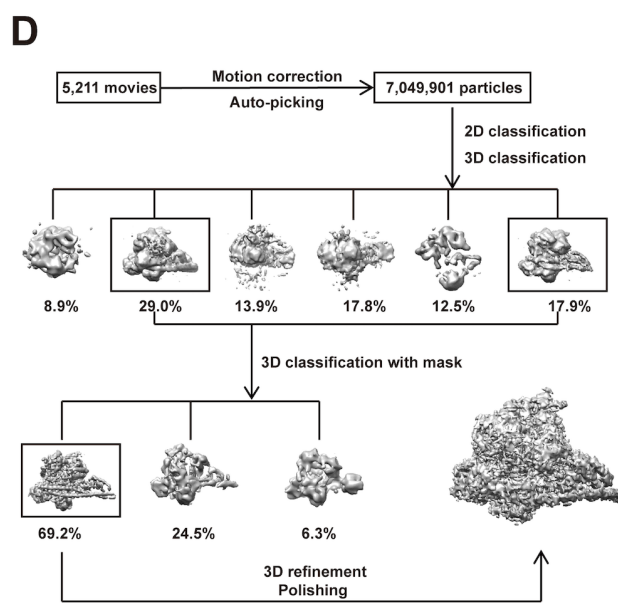 D
5,211 movies
Motion correction
Auto-picking
7,049,901 particles
2D classification
3D classification
8.9%
29.0%
13.9%
17.8%
12.5%
17.9%
3D classification with mask
69.2%
24.5%
6.3%
3D refinement
Polishing